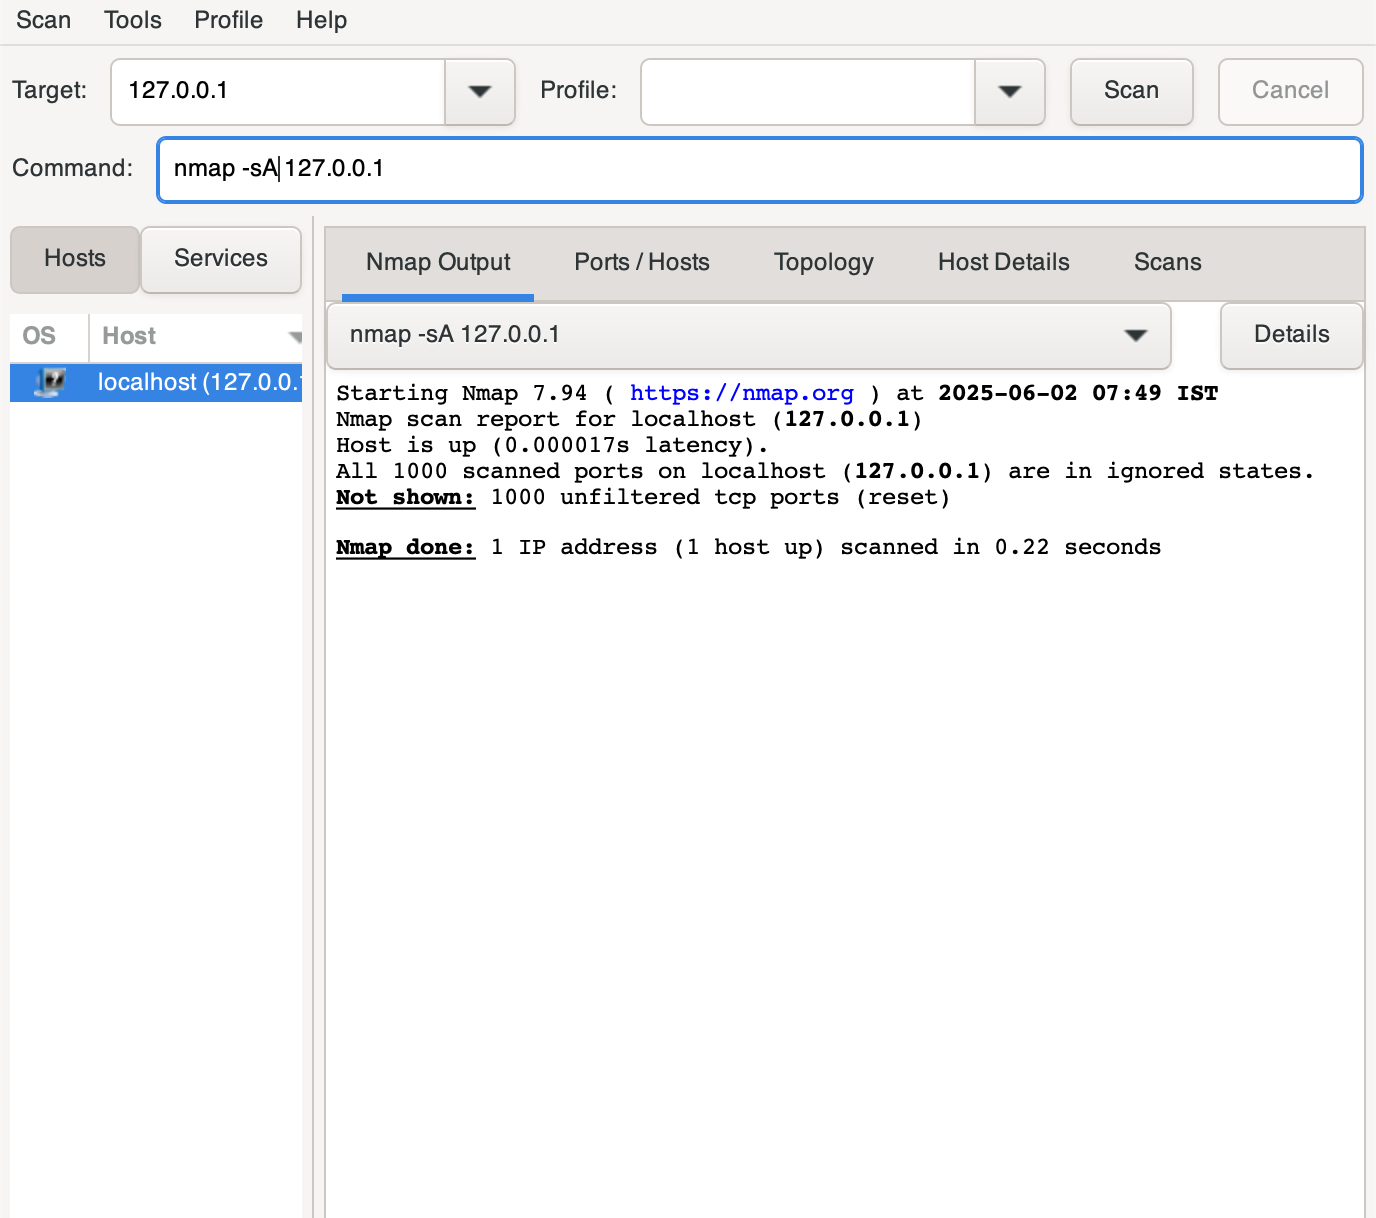 Scan Tools Profile Help
Target: 127.0.0.1 Profile: Scan Cancel
Command: nmap -sA 127.0.0.1
Hosts Services
Nmap Output Ports / Hosts Topology Host Details Scans
OS Host
nmap -sA 127.0.0.1 Details
localhost (127.0.0.
Starting Nmap 7.94 ( https://nmap.org ) at 2025-06-02 07:49 IST
Nmap scan report for localhost (127.0.0.1)
Host is up (0.000017s latency).
All 1000 scanned ports on localhost (127.0.0.1) are in ignored states.
Not shown: 1000 unfiltered tcp ports (reset)
Nmap done: 1 IP address (1 host up) scanned in 0.22 seconds